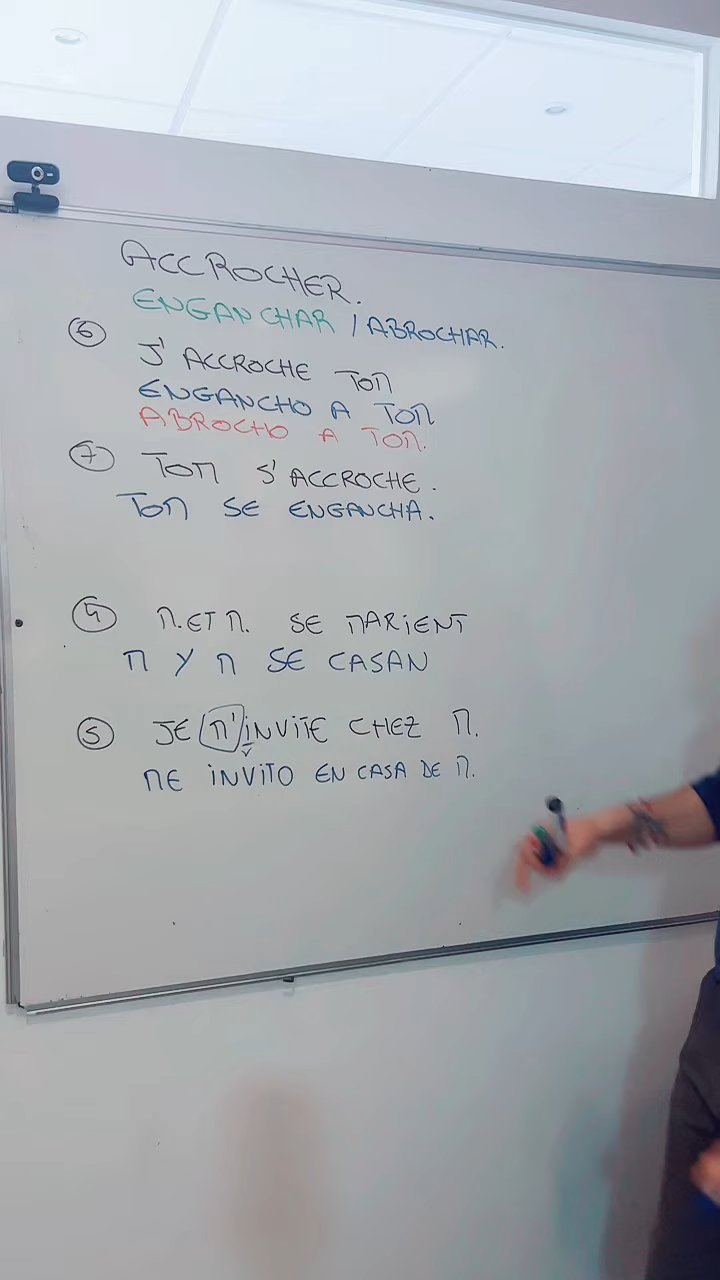 ACCROCHER.
ENGANCHAR / ABROCHAR.
6 J'ACCROCHE TOM
ENGANCHO A TOM
ABROCHO A TOM.
7 TOM S'ACCROCHE.
TOM SE ENGANCHA.
4 M. ET M. SE MARIENT
M Y M SE CASAN
5 JE M'INVITE CHEZ M.
ME INVITO EN CASA DE M.